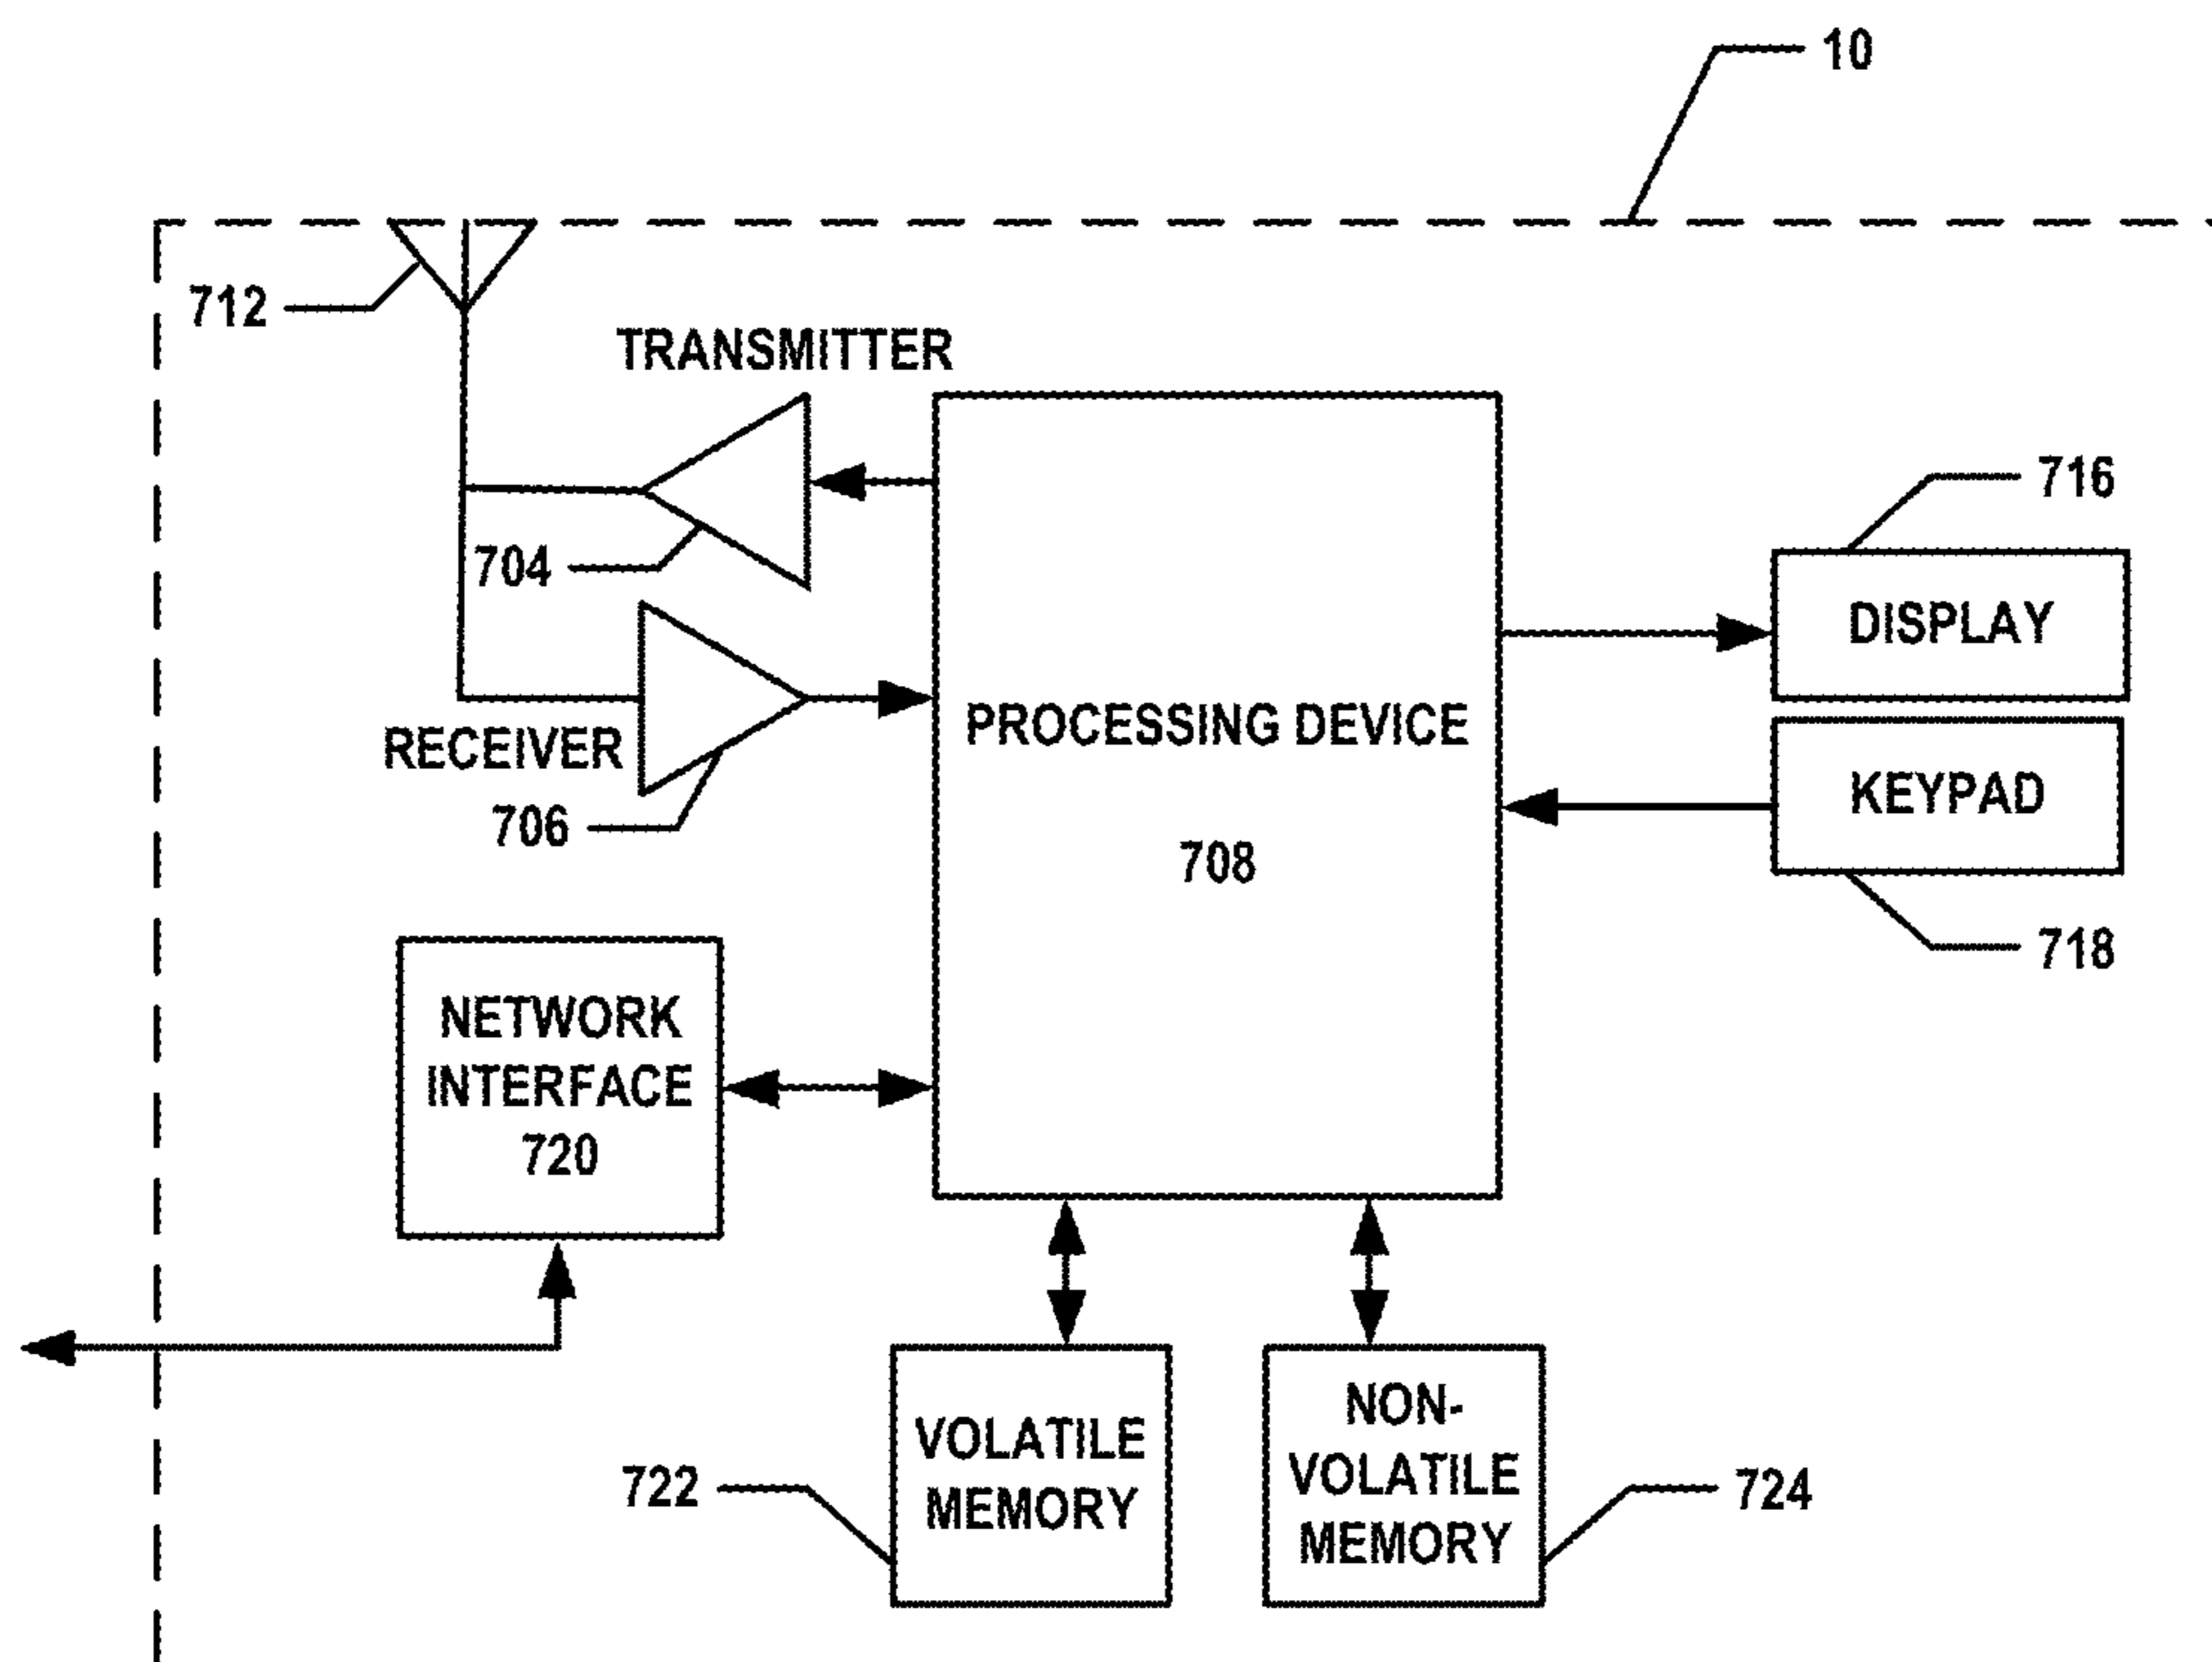 10
712
TRANSMITTER
704
716
DISPLAY
RECEIVER
706
PROCESSING DEVICE
708
KEYPAD
718
NETWORK
INTERFACE
720
722
VOLATILE
MEMORY
NON-
VOLATILE
MEMORY
724